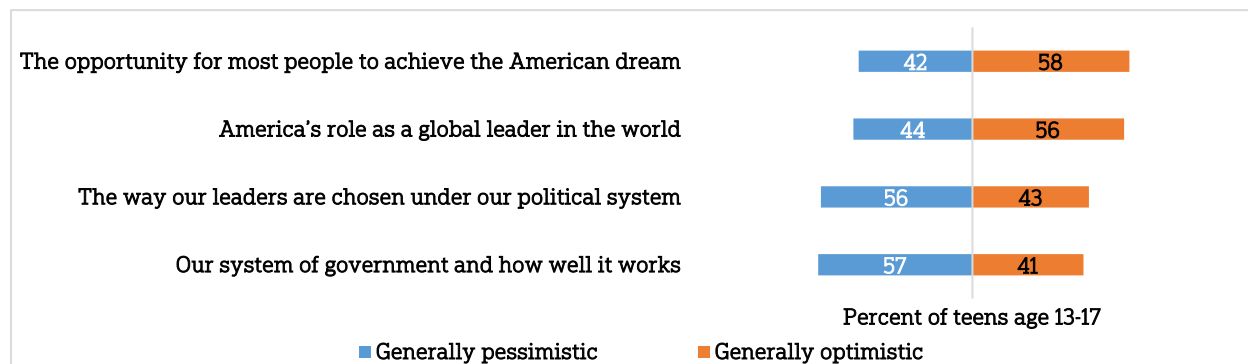 The opportunity for most people to achieve the American dream 42 58
America's role as a global leader in the world 44 56
The way our leaders are chosen under our political system 56 43
Our system of government and how well it works 57 41
Percent of teens age 13-17
Generally pessimistic Generally optimistic